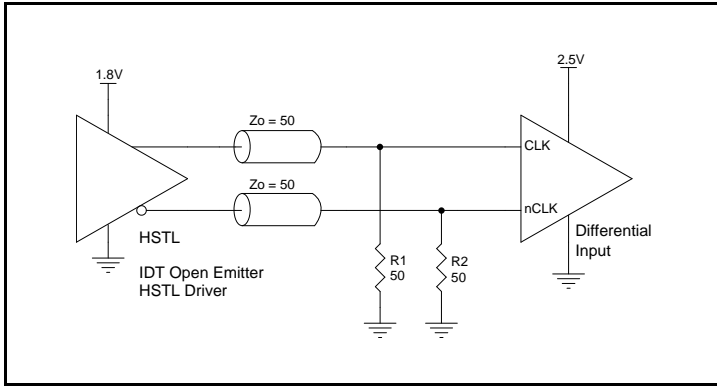 1.8V
2.5V
Zo = 50
CLK
Zo = 50
nCLK
HSTL
Differential
Input
IDT Open Emitter
HSTL Driver
R1
50
R2
50